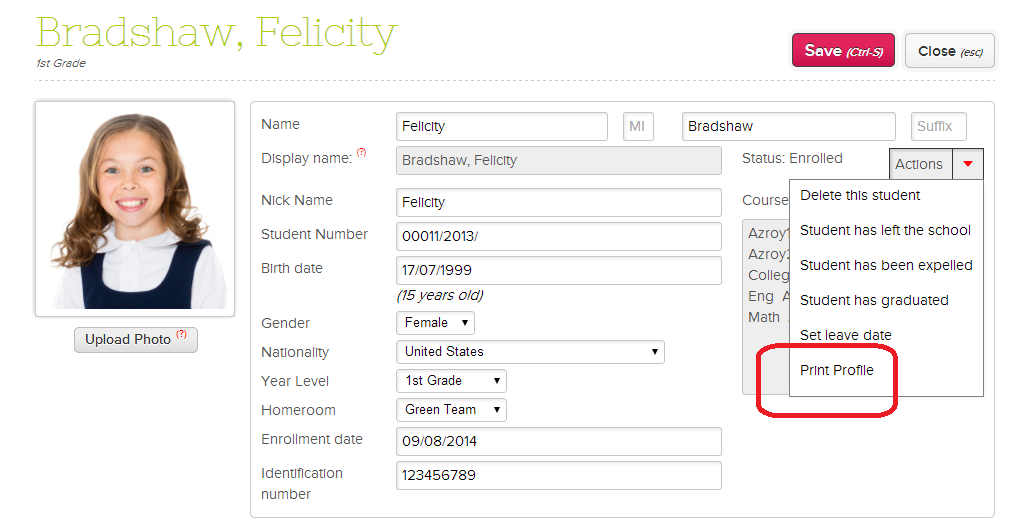 Bradshaw, Felicity
1st Grade
Save (Ctrl-S)
Close (esc)
Name
Felicity
MI
Bradshaw
Suffix
Display name: (?)
Bradshaw, Felicity
Status: Enrolled
Actions
Nick Name
Felicity
Course
Delete this student
Student has left the school
Student has been expelled
Student has graduated
Set leave date
Print Profile
Student Number
00011/2013/
Azroy1
Azroy2
Colleg
Eng A
Math
Birth date
17/07/1999
(15 years old)
Upload Photo (?)
Gender
Female
Nationality
United States
Year Level
1st Grade
Homeroom
Green Team
Enrollment date
09/08/2014
Identification
number
123456789